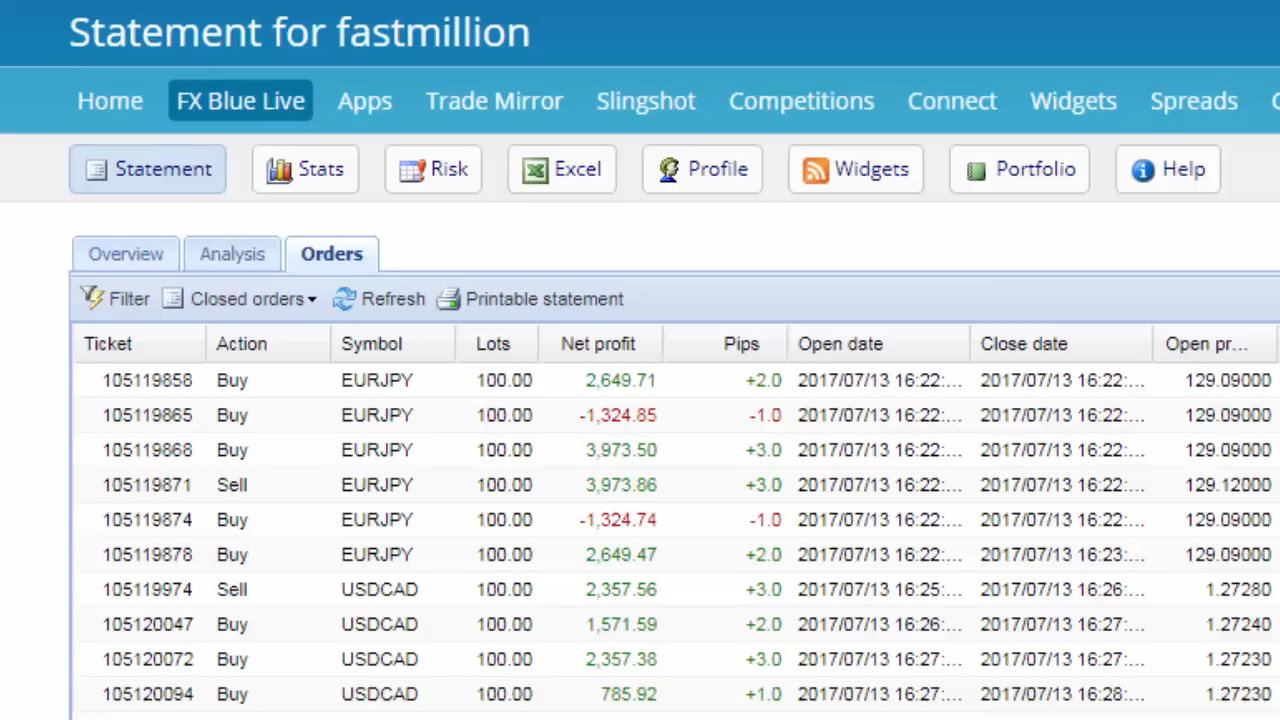 Statement for fastmillion
Home FX Blue Live Apps Trade Mirror Slingshot Competitions Connect Widgets Spreads
Statement Stats Risk Excel Profile Widgets Portfolio Help
Overview Analysis Orders
Filter Closed orders Refresh Printable statement
Ticket Action Symbol Lots Net profit Pips Open date Close date Open pr...
105119858 Buy EURJPY 100.00 2,649.71 +2.0 2017/07/13 16:22:... 2017/07/13 16:22:... 129.09000
105119865 Buy EURJPY 100.00 -1,324.85 -1.0 2017/07/13 16:22:... 2017/07/13 16:22:... 129.09000
105119868 Buy EURJPY 100.00 3,973.50 +3.0 2017/07/13 16:22:... 2017/07/13 16:22:... 129.09000
105119871 Sell EURJPY 100.00 3,973.86 +3.0 2017/07/13 16:22:... 2017/07/13 16:22:... 129.12000
105119874 Buy EURJPY 100.00 -1,324.74 -1.0 2017/07/13 16:22:... 2017/07/13 16:22:... 129.09000
105119878 Buy EURJPY 100.00 2,649.47 +2.0 2017/07/13 16:22:... 2017/07/13 16:23:... 129.09000
105119974 Sell USDCAD 100.00 2,357.56 +3.0 2017/07/13 16:25:... 2017/07/13 16:26:... 1.27280
105120047 Buy USDCAD 100.00 1,571.59 +2.0 2017/07/13 16:26:... 2017/07/13 16:27:... 1.27240
105120072 Buy USDCAD 100.00 2,357.38 +3.0 2017/07/13 16:27:... 2017/07/13 16:27:... 1.27230
105120094 Buy USDCAD 100.00 785.92 +1.0 2017/07/13 16:27:... 2017/07/13 16:28:... 1.27230